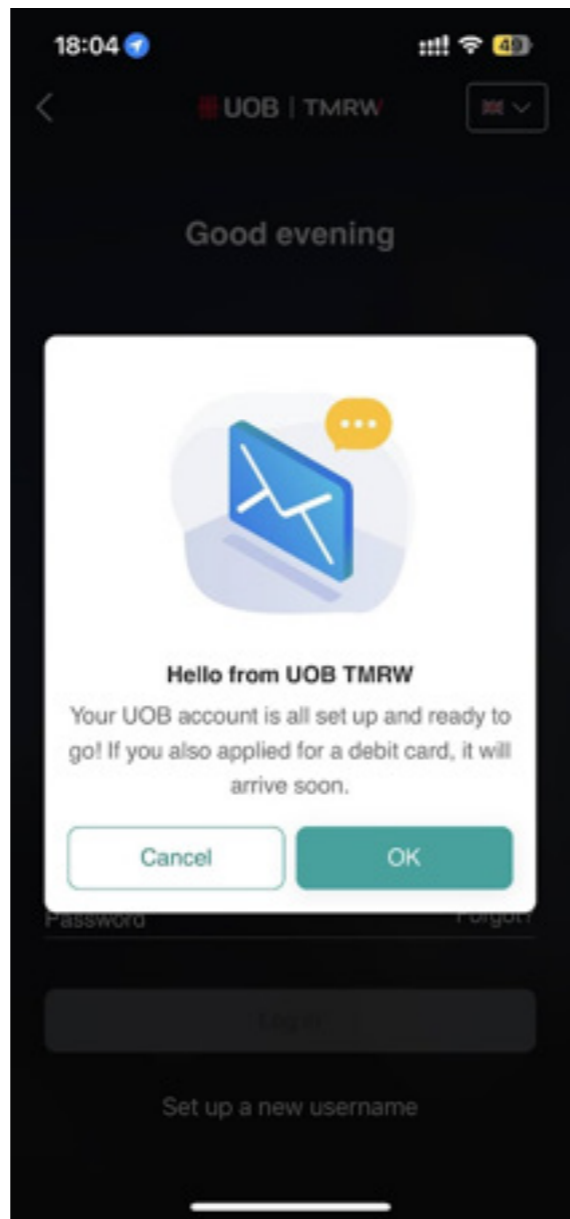 18:04
49
UOB | TMRW
Good evening
Hello from UOB TMRW
Your UOB account is all set up and ready to
go! If you also applied for a debit card, it will
arrive soon.
Cancel OK
Password Forgot?
Log in
Set up a new username